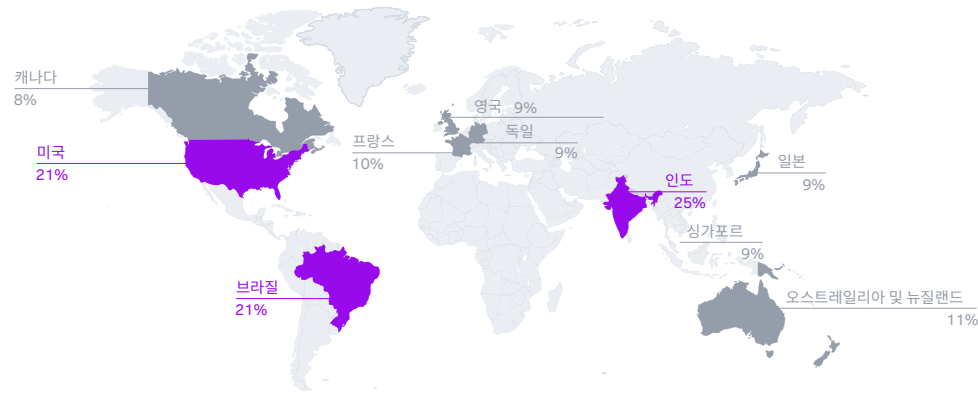 캐나다
8%
미국
21%
브라질
21%
프랑스
10%
영국 9%
독일
9%
인도
25%
일본
9%
싱가포르
9%
오스트레일리아 및 뉴질랜드
11%